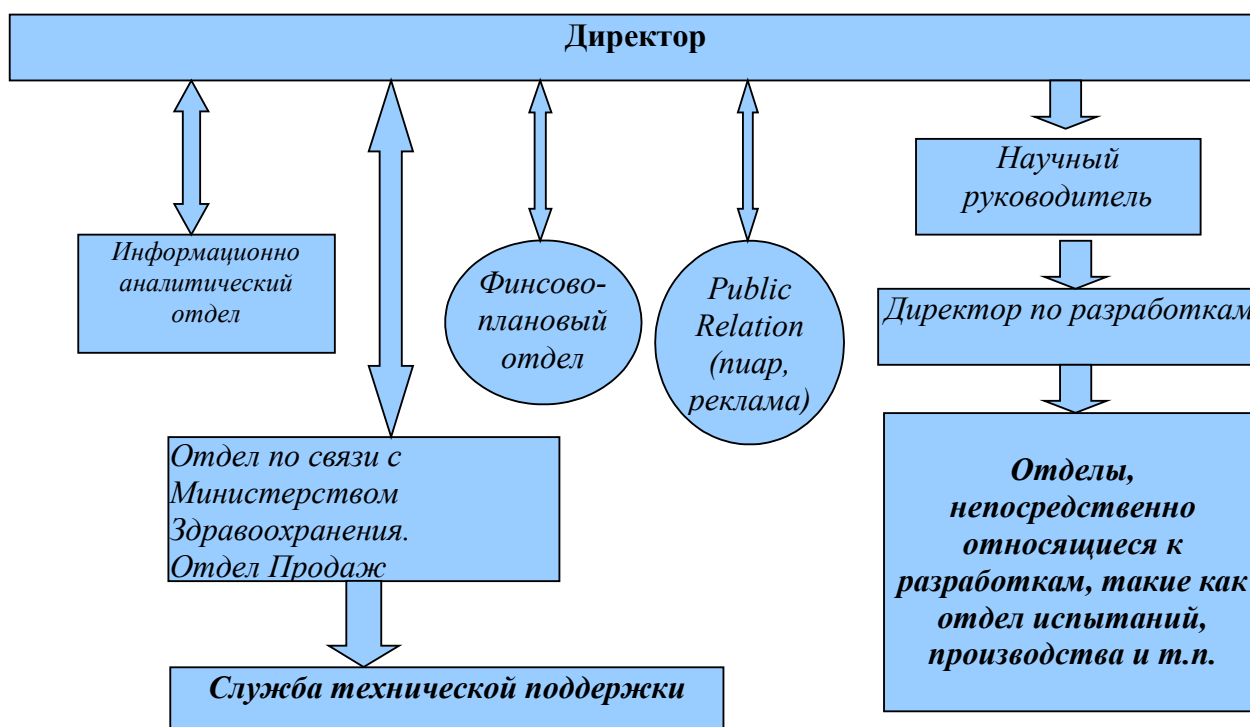 Директор
Научный
руководитель
Информационно
аналитический
отдел
Финсово-
плановый
отдел
Public
Relation
(пиар,
реклама)
Директор по разработкам
Отдел по связи с
Министерством
Здравоохранения.
Отдел Продаж
Отделы,
непосредственно
относящиеся к
разработкам, такие как
отдел испытаний,
производства и т.п.
Служба технической поддержки